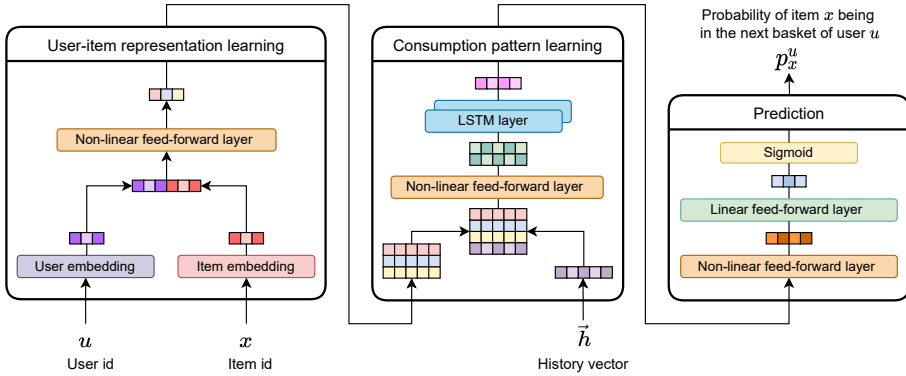 User-item representation learning
Non-linear feed-forward layer
User embedding
Item embedding
u
x
User id
Item id
Consumption pattern learning
LSTM layer
Non-linear feed-forward layer
\vec{h}
History vector
Probability of item x being
in the next basket of user u
p_x^u
Prediction
Sigmoid
Linear feed-forward layer
Non-linear feed-forward layer